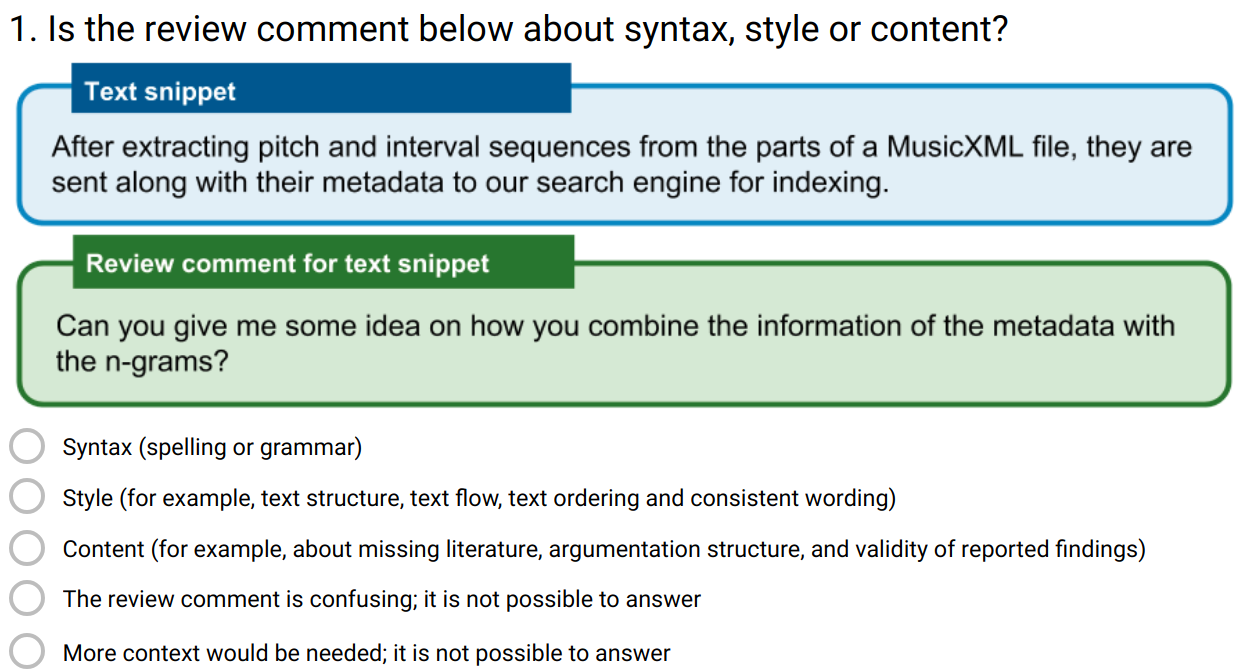 1. Is the review comment below about syntax, style or content?
Text snippet
After extracting pitch and interval sequences from the parts of a MusicXML file, they are
sent along with their metadata to our search engine for indexing.
Review comment for text snippet
Can you give me some idea on how you combine the information of the metadata with
the n-grams?
Syntax (spelling or grammar)
Style (for example, text structure, text flow, text ordering and consistent wording)
Content (for example, about missing literature, argumentation structure, and validity of reported findings)
The review comment is confusing; it is not possible to answer
More context would be needed; it is not possible to answer